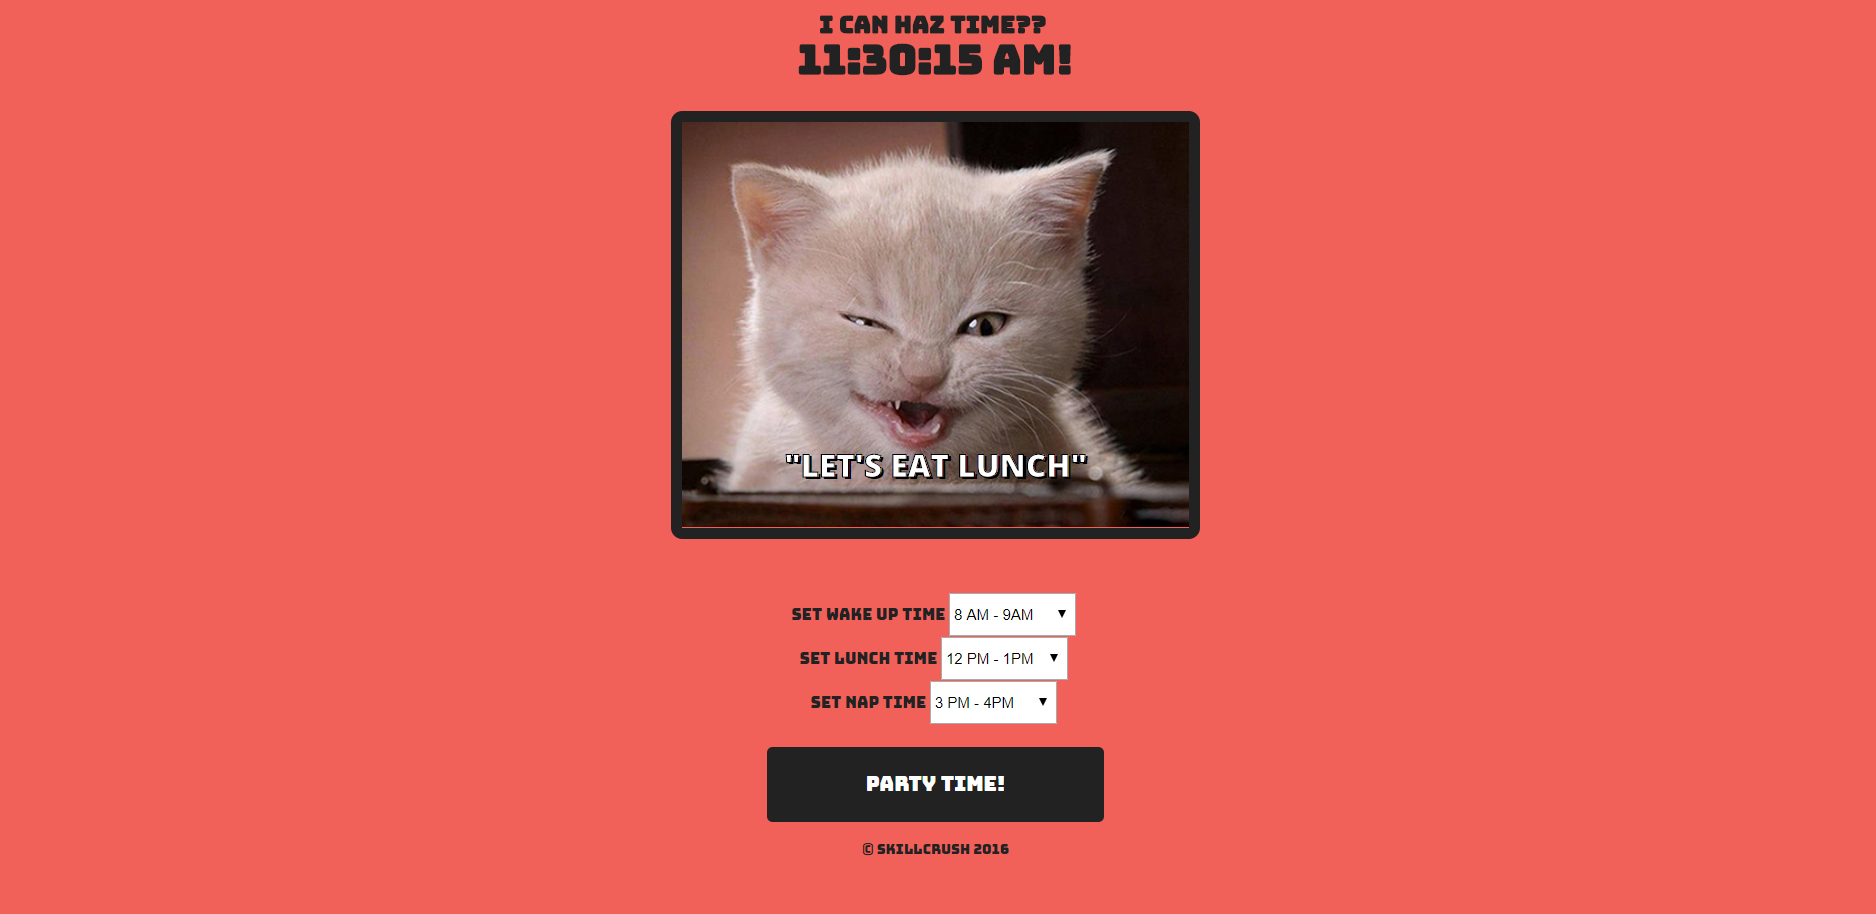 I CAN HAZ TIME??
11:30:15 AM!
"LET'S EAT LUNCH"
SET WAKE UP TIME 8 AM - 9AM
SET LUNCH TIME 12 PM - 1PM
SET NAP TIME 3 PM - 4PM
PARTY TIME!
© SKILLCRUSH 2016